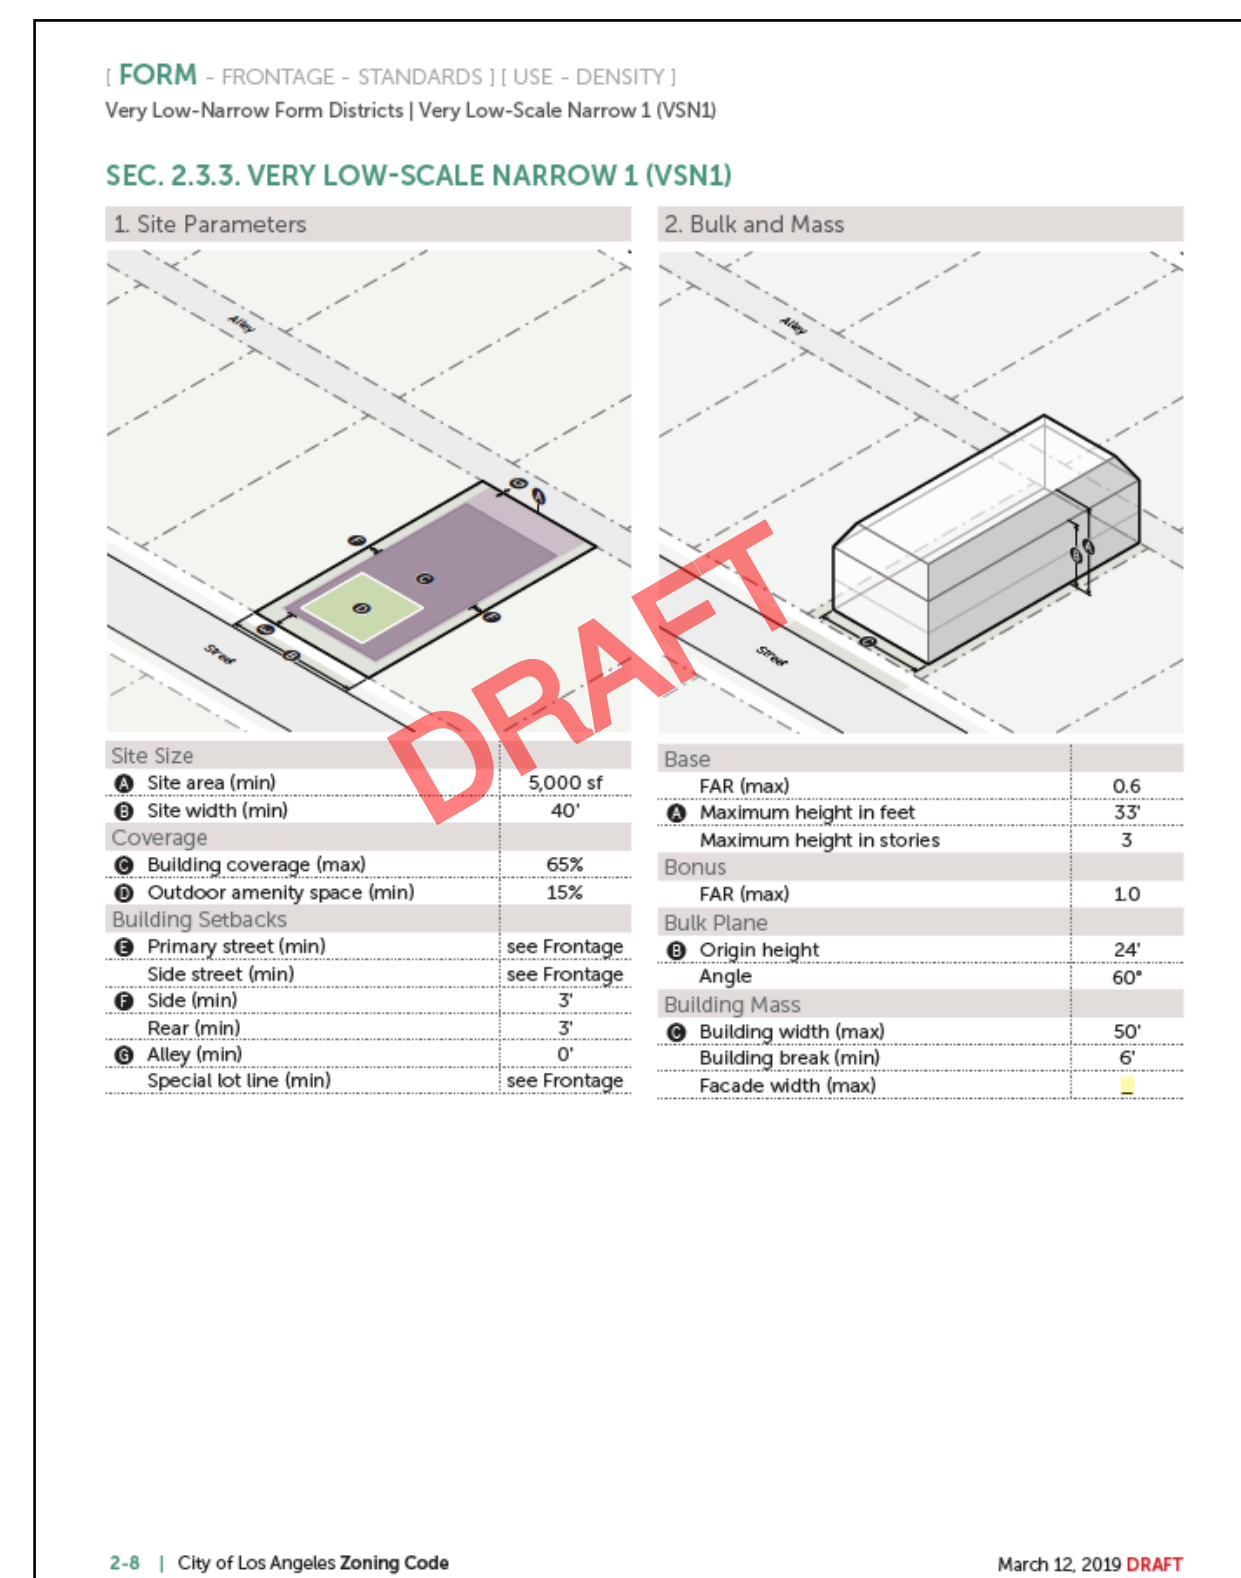 [ FORM - FRONTAGE - STANDARDS ] [ USE - DENSITY ]
Very Low-Narrow Form Districts | Very Low-Scale Narrow 1 (VSN1)
SEC. 2.3.3. VERY LOW-SCALE NARROW 1 (VSN1)
1. Site Parameters
Alley
G
A
F
C
D
F
E
B
Street
Site Size
A Site area (min) 5,000 sf
B Site width (min) 40'
Coverage
C Building coverage (max) 65%
D Outdoor amenity space (min) 15%
Building Setbacks
E Primary street (min) see Frontage
Side street (min) see Frontage
F Side (min) 3'
Rear (min) 3'
G Alley (min) 0'
Special lot line (min) see Frontage
2. Bulk and Mass
Alley
A
B
C
Street
Base
FAR (max) 0.6
A Maximum height in feet 33'
Maximum height in stories 3
Bonus
FAR (max) 1.0
Bulk Plane
B Origin height 24'
Angle 60°
Building Mass
C Building width (max) 50'
Building break (min) 6'
Facade width (max) _
DRAFT
2-8 | City of Los Angeles Zoning Code
March 12, 2019 DRAFT